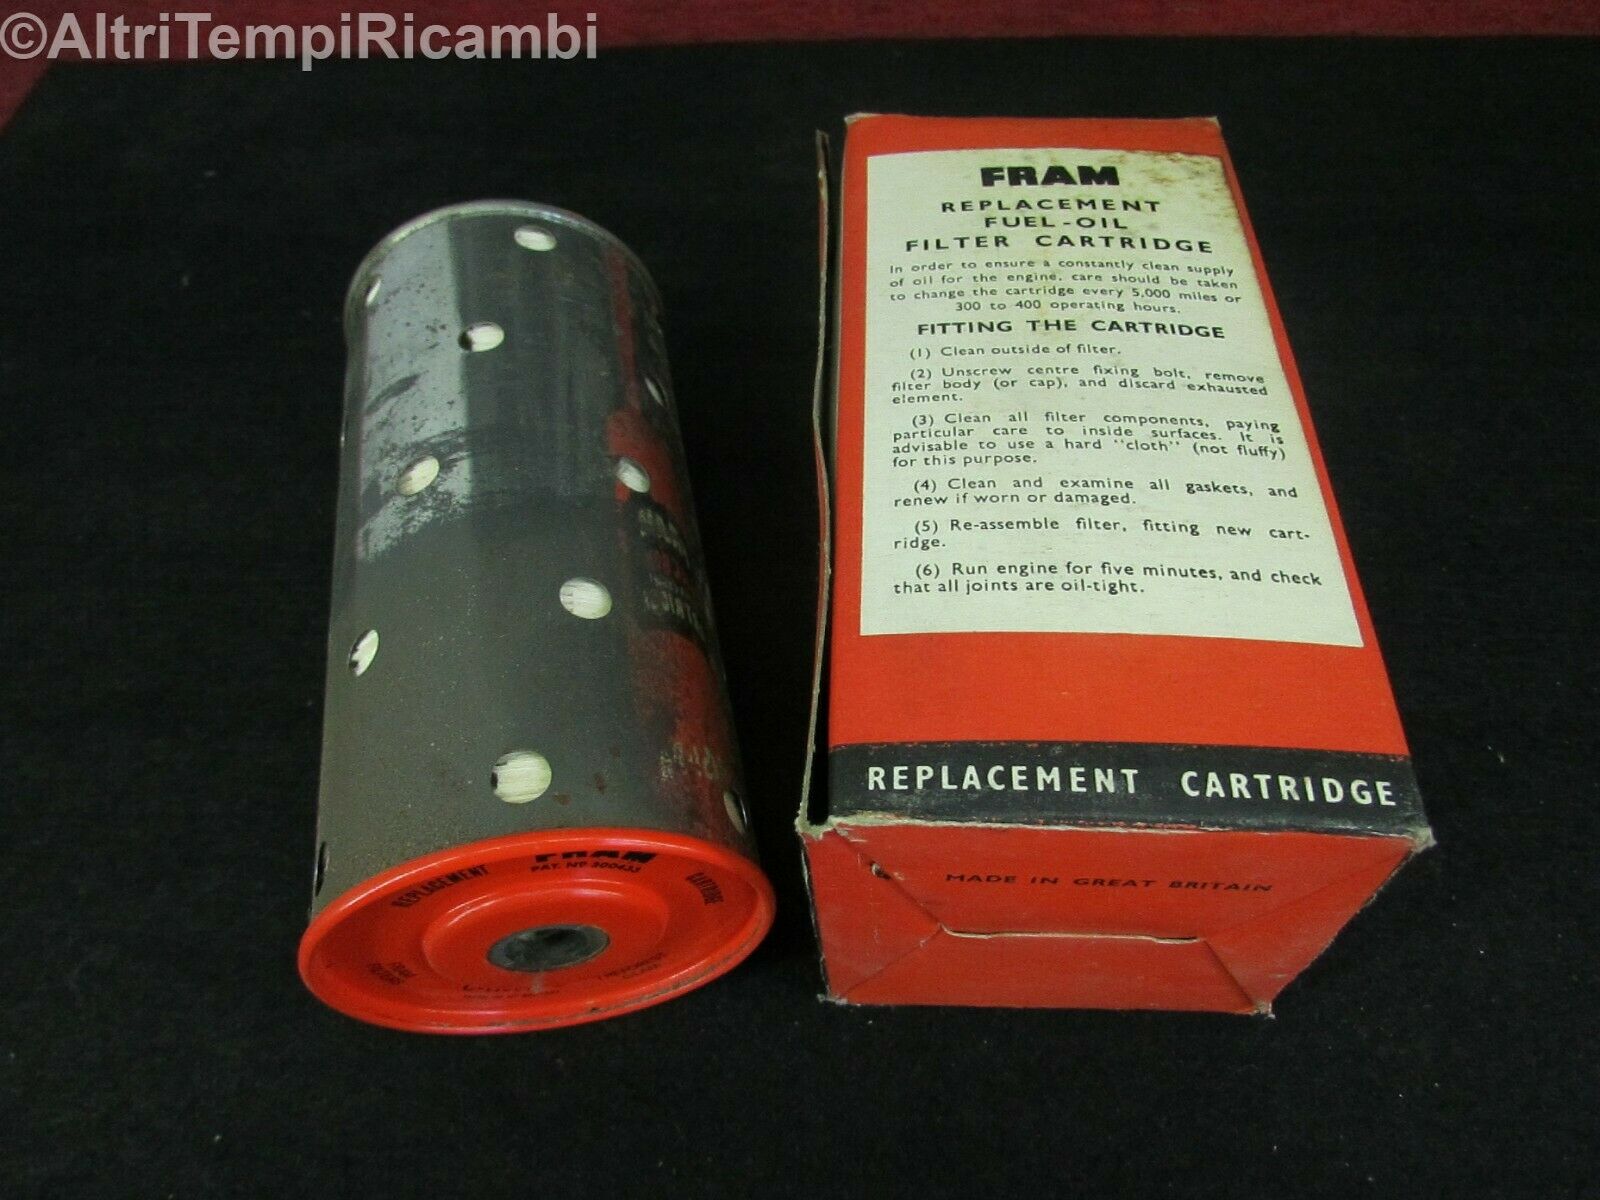 ©AltriTempiRicambi
FRAM
REPLACEMENT
FUEL-OIL
FILTER CARTRIDGE
In order to ensure a constantly clean supply
of oil for the engine, care should be taken
to change the cartridge every 5,000 miles or
300 to 400 operating hours.
FITTING THE CARTRIDGE
(1) Clean outside of filter.
(2) Unscrew centre fixing bolt, remove
filter body (or cap), and discard exhausted
element.
(3) Clean all filter components, paying
particular care to inside surfaces. It is
advisable to use a hard "cloth" (not fluffy)
for this purpose.
(4) Clean and examine all gaskets, and
renew if worn or damaged.
(5) Re-assemble filter, fitting new cart-
ridge.
(6) Run engine for five minutes, and check
that all joints are oil-tight.
REPLACEMENT CARTRIDGE
MADE IN GREAT BRITAIN
FRAM
PAT. NO 500433
REPLACEMENT
CARTRIDGE
FRAM
FILTERS